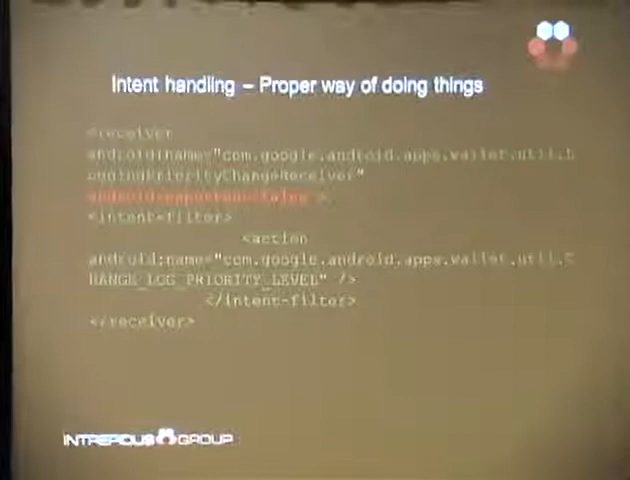 Intent handling – Proper way of doing things
<receiver
android:name="com.google.android.apps.wallet.util.L
oggingPriorityChangeReceiver"
android:exported="false" >
<intent-filter>
<action
android:name="com.google.android.apps.wallet.util.C
HANGE_LOG_PRIORITY_LEVEL" />
</intent-filter>
</receiver>
INTREPIDUS GROUP